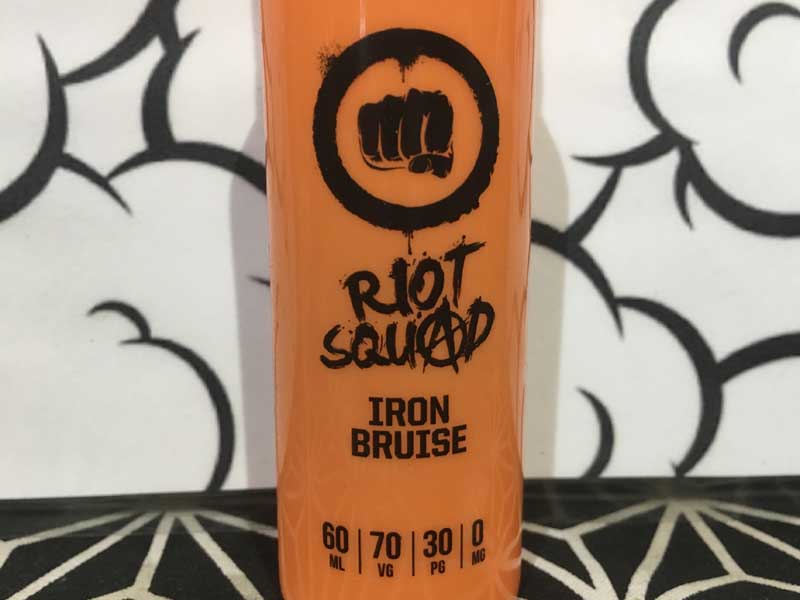 RIOT
SQUAD
IRON
BRUISE
60 | 70 | 30 | 0
ML VG PG MG